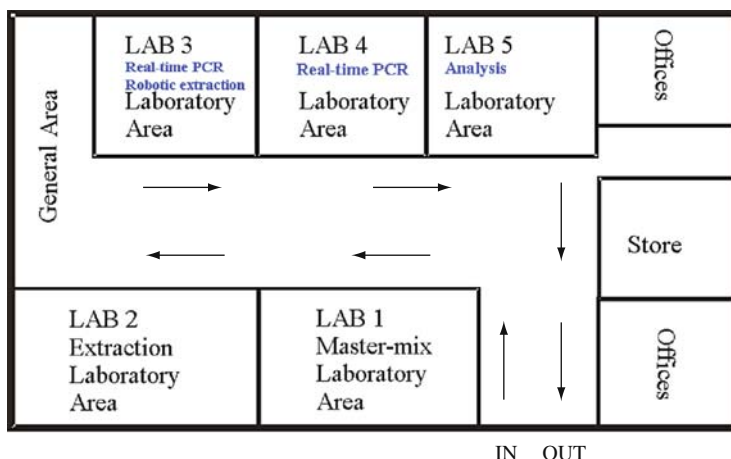 General Area
LAB 3
Real-time PCR
Robotic extraction
Laboratory
Area
LAB 4
Real-time PCR
Laboratory
Area
LAB 5
Analysis
Laboratory
Area
Offices
Store
LAB 2
Extraction
Laboratory
Area
LAB 1
Master-mix
Laboratory
Area
Offices
IN OUT